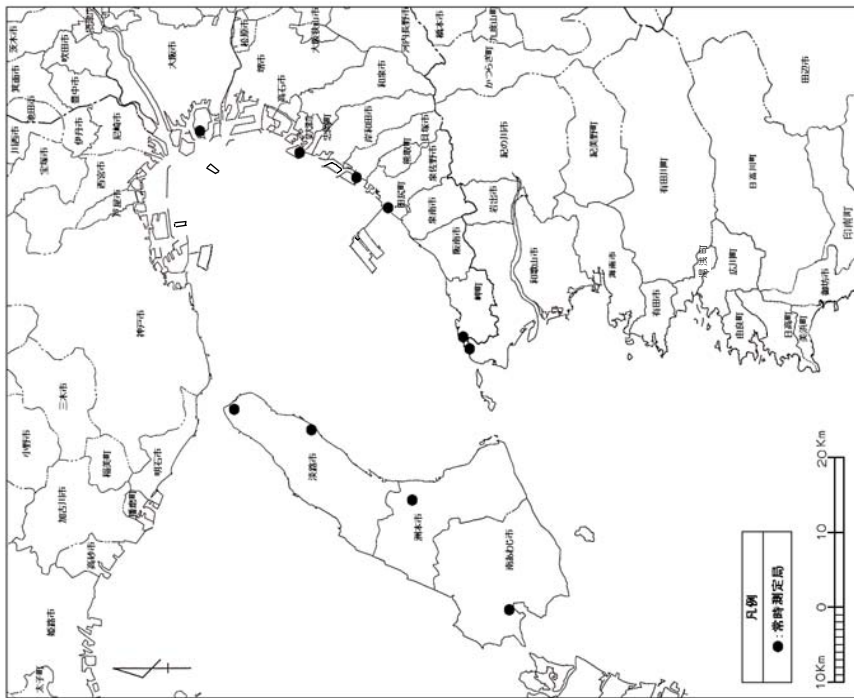 太子町
姫路市
高砂市
加古川市
小野市
稲美町
播磨町
三木市
明石市
神戸市
川西市
箕面市
茨木市
池田市
宝塚市
伊丹市
豊中市
吹田市
西宮市
芦屋市
尼崎市
大阪市
松原市
堺市
大阪狭山市
高石市
和泉市
河内長野市
忠岡町
岸和田市
貝塚市
熊取町
泉佐野市
田尻町
泉南市
阪南市
岬町
橋本市
九度山町
かつらぎ町
紀の川市
岩出市
和歌山市
紀美野町
海南市
有田川町
有田市
湯浅町
広川町
由良町
日高川町
田辺市
日高町
美浜町
御坊市
印南町
淡路市
洲本市
南あわじ市
凡例
●:常時測定局
10Km 0 10 20Km